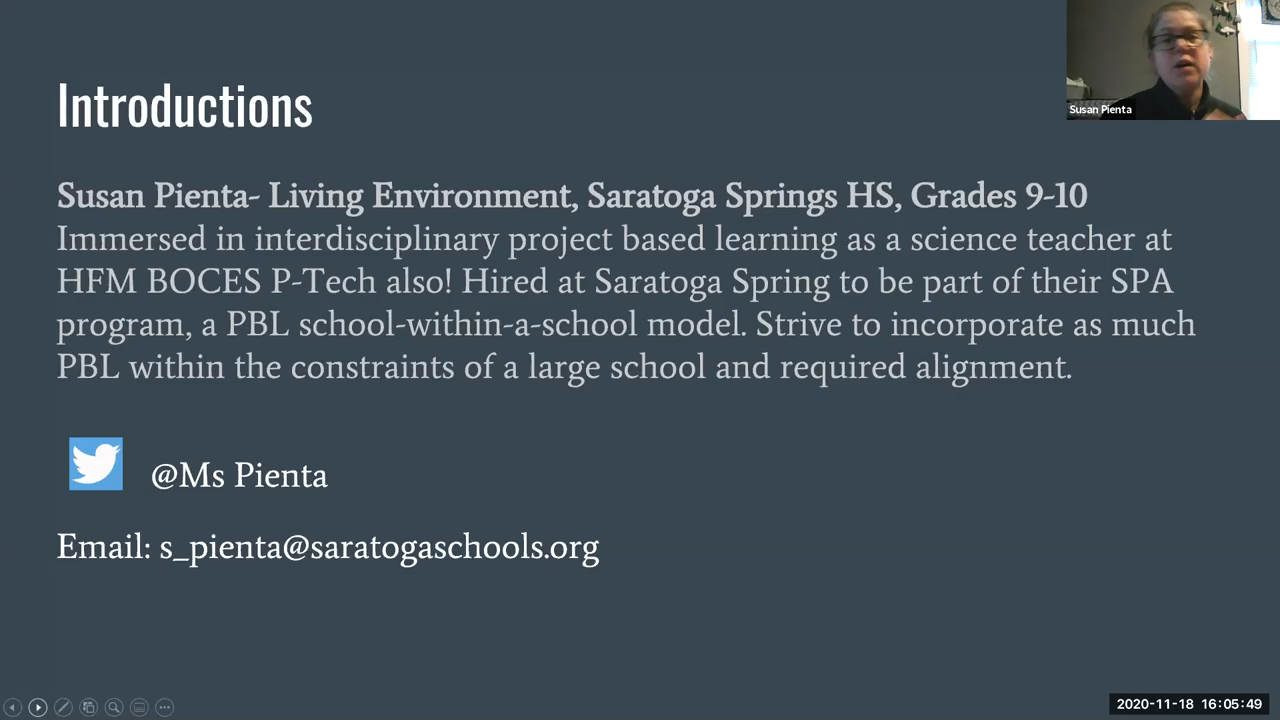 Introductions
Susan Pienta
Susan Pienta- Living Environment, Saratoga Springs HS, Grades 9-10
Immersed in interdisciplinary project based learning as a science teacher at
HFM BOCES P-Tech also! Hired at Saratoga Spring to be part of their SPA
program, a PBL school-within-a-school model. Strive to incorporate as much
PBL within the constraints of a large school and required alignment.
@Ms Pienta
Email: s_pienta@saratogaschools.org
2020-11-18 16:05:49